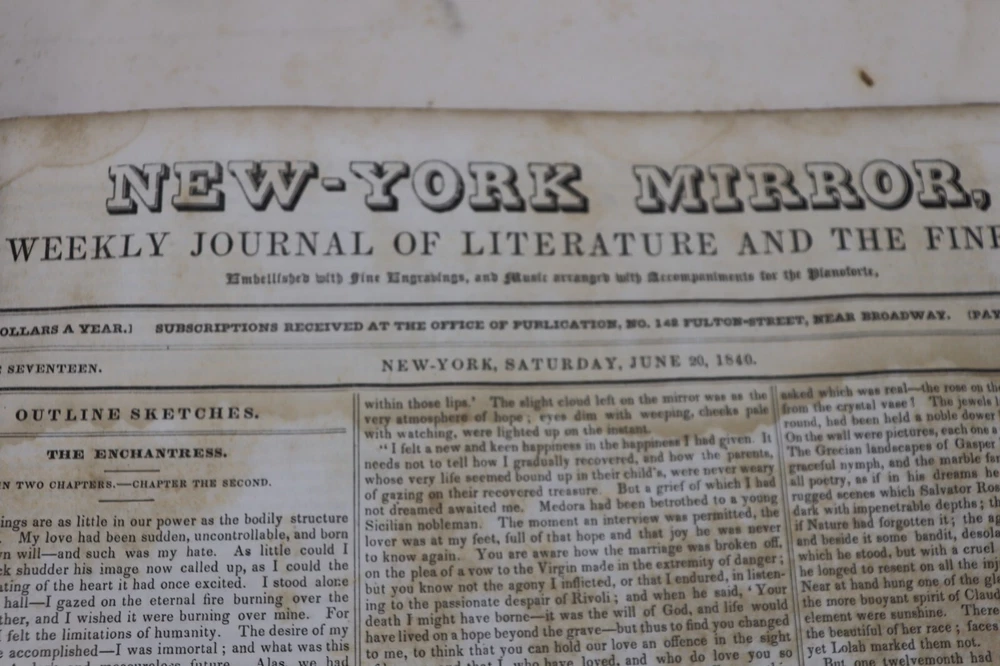 NEW-YORK MIRROR,
WEEKLY JOURNAL OF LITERATURE AND THE FINE
Embellished with Fine Engravings, and Music arranged with Accompaniments for the Pianoforte,
OLLARS A YEAR.] SUBSCRIPTIONS RECEIVED AT THE OFFICE OF PUBLICATION, NO. 148 FULTON-STREET, NEAR BROADWAY. [PAY
SEVENTEEN.
NEW-YORK, SATURDAY, JUNE 20, 1840.
OUTLINE SKETCHES.
THE ENCHANTRESS.
IN TWO CHAPTERS.—CHAPTER THE SECOND.
ings are as little in our power as the bodily structure
My love had been sudden, uncontrollable, and born
n will—and such was my hate. As little could I
ck shudder his image now called up, as I could the
ating of the heart it had once excited. I stood alone
hall—I gazed on the eternal fire burning over the
ther, and I wished it were burning over mine. For
I felt the limitations of humanity. The desire of my
e accomplished—I was immortal; and what was this
future. Alas, we had
within those lips.' The slight cloud left on the mirror was as the
very atmosphere of hope; eyes dim with weeping, cheeks pale
with watching, were lighted up on the instant.
"I felt a new and keen happiness in the happiness I had given. It
needs not to tell how I gradually recovered, and how the parents,
whose very life seemed bound up in their child's, were never weary
of gazing on their recovered treasure. But a grief of which I had
not dreamed awaited me. Medora had been betrothed to a young
Sicilian nobleman. The moment an interview was permitted, the
lover was at my feet, full of that hope and that joy he was never
to know again. You are aware how the marriage was broken off,
on the plea of a vow to the Virgin made in the extremity of danger;
but you know not the agony I inflicted, or that I endured, in listen-
ing to the passionate despair of Rivoli; and when he said, 'Your
death I might have borne—it was the will of God, and life would
have lived on a hope beyond the grave—but thus to find you changed
to me, to think that you can hold our love an offence in the sight
that I, who have loved, and who do love you so
asked which was real—the rose on the
from the crystal vase? The jewels
round, had been held a noble dower
On the wall were pictures, each one a
The Grecian landscapes of Gasper
graceful nymph, and the marble fa
all poetry, as if in his dreams he
rugged scenes which Salvator Ros
dark with impenetrable depths; th
if Nature had forgotten it; the a
and beside it some bandit, desola
which he stood, but with a cruel
he longed to resent on all the inj
Near at hand hung one of the gl
the more buoyant spirit of Claud
element were sunshine. There
the beautiful of her race; faces
yet Lolah marked them not.
But one twelvemonth had